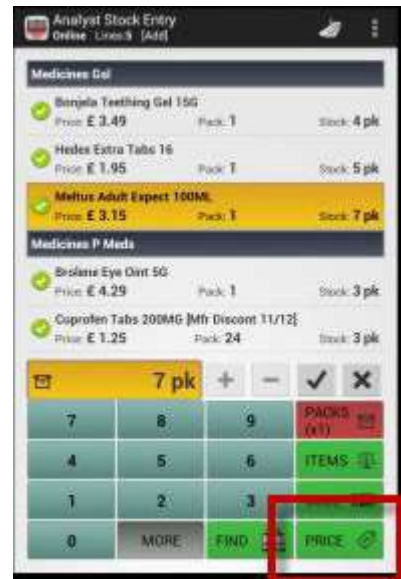 Analyst Stock Entry
Online Lines:5 [Add]
Medicines Gsl
Bonjela Teething Gel 15G
Price: £ 3.49 Pack: 1 Stock: 4 pk
Hedex Extra Tabs 16
Price: £ 1.95 Pack: 1 Stock: 5 pk
Meltus Adult Expect 100ML
Price: £ 3.15 Pack: 1 Stock: 7 pk
Medicines P Meds
Brolene Eye Oint 5G
Price: £ 4.29 Pack: 1 Stock: 3 pk
Cuprofen Tabs 200MG [Mfr Discont 11/12]
Price: £ 1.25 Pack: 24 Stock: 3 pk
7 pk + -
7 8 9 PACKS (x1)
4 5 6 ITEMS
1 2 3
0 MORE FIND PRICE